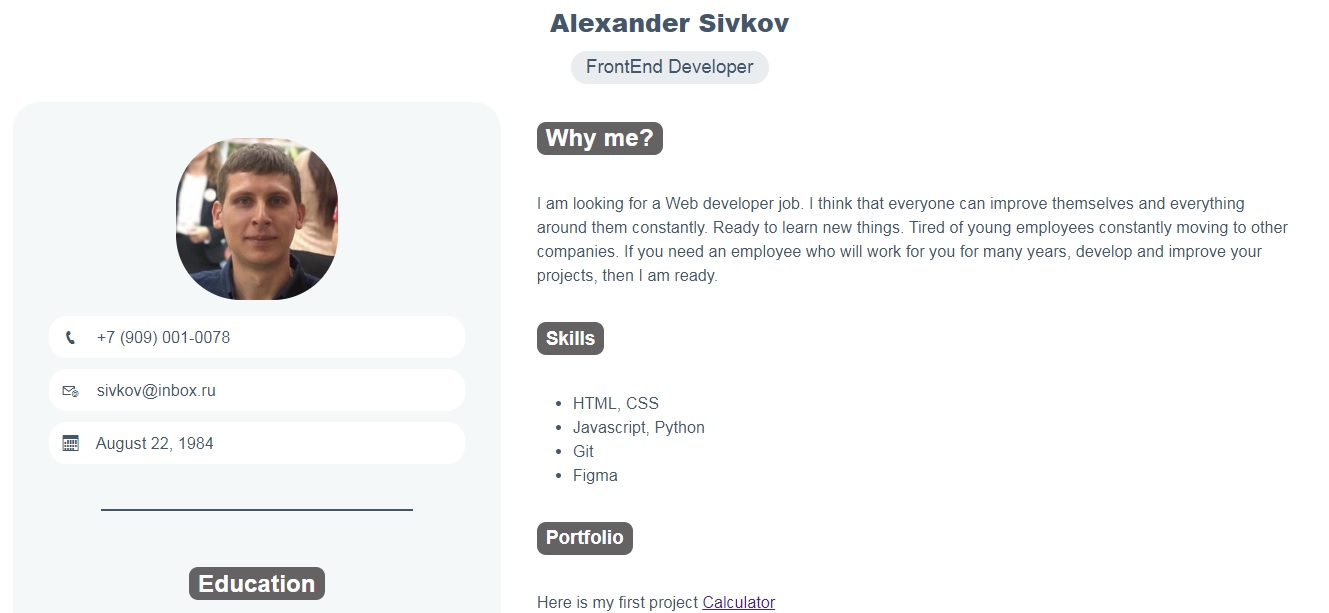 Alexander Sivkov
FrontEnd Developer
+7 (909) 001-0078
sivkov@inbox.ru
August 22, 1984
Education
Why me?
I am looking for a Web developer job. I think that everyone can improve themselves and everything
around them constantly. Ready to learn new things. Tired of young employees constantly moving to other
companies. If you need an employee who will work for you for many years, develop and improve your
projects, then I am ready.
Skills
HTML, CSS
Javascript, Python
Git
Figma
Portfolio
Here is my first project Calculator